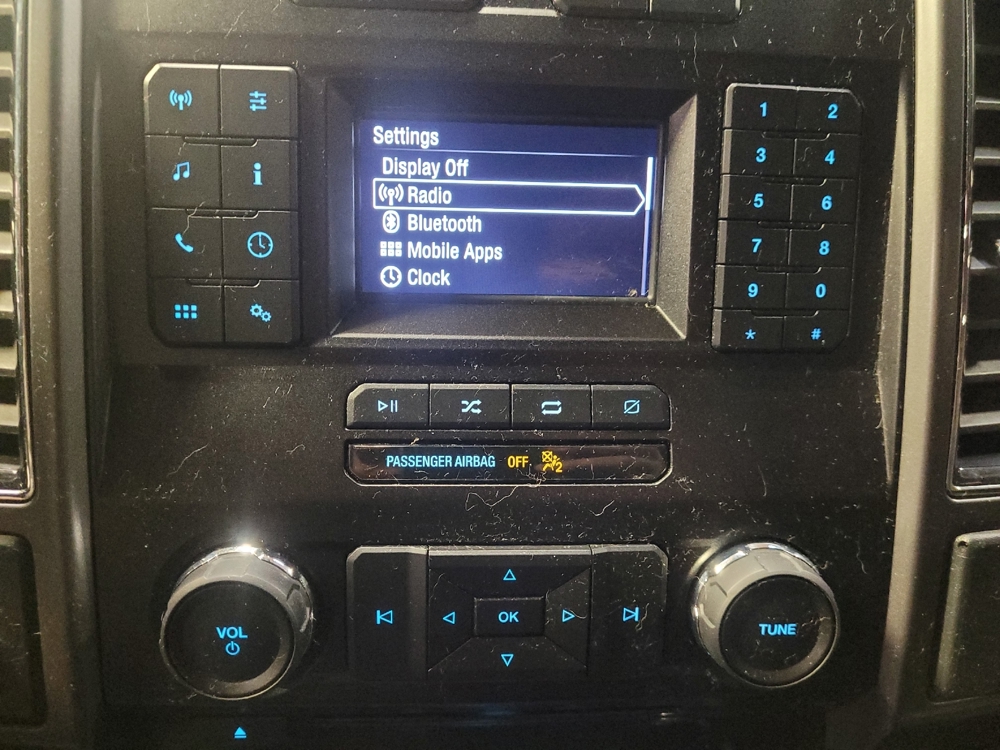 Settings
Display Off
Radio
Bluetooth
Mobile Apps
Clock
1 2
3 4
5 6
7 8
9 0
* #
PASSENGER AIRBAG OFF 2
VOL
OK
TUNE